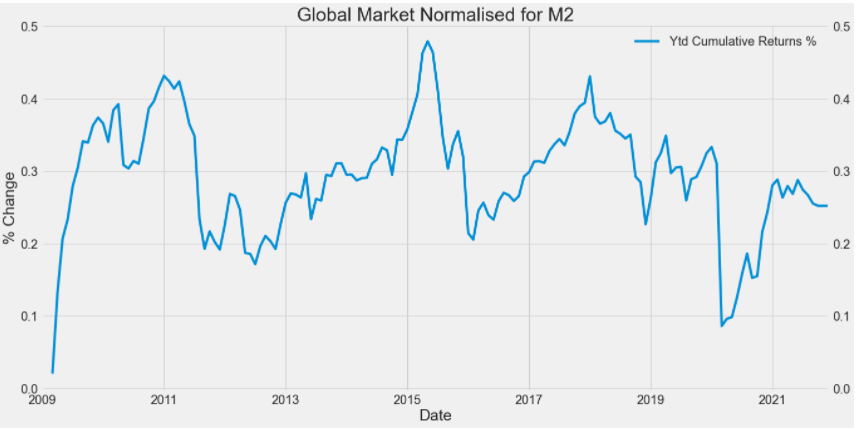 Global Market Normalised for M2
Ytd Cumulative Returns %
0.5
0.4
0.3
0.2
0.1
0.0
% Change
0.5
0.4
0.3
0.2
0.1
0.0
2009 2011 2013 2015 2017 2019 2021
Date